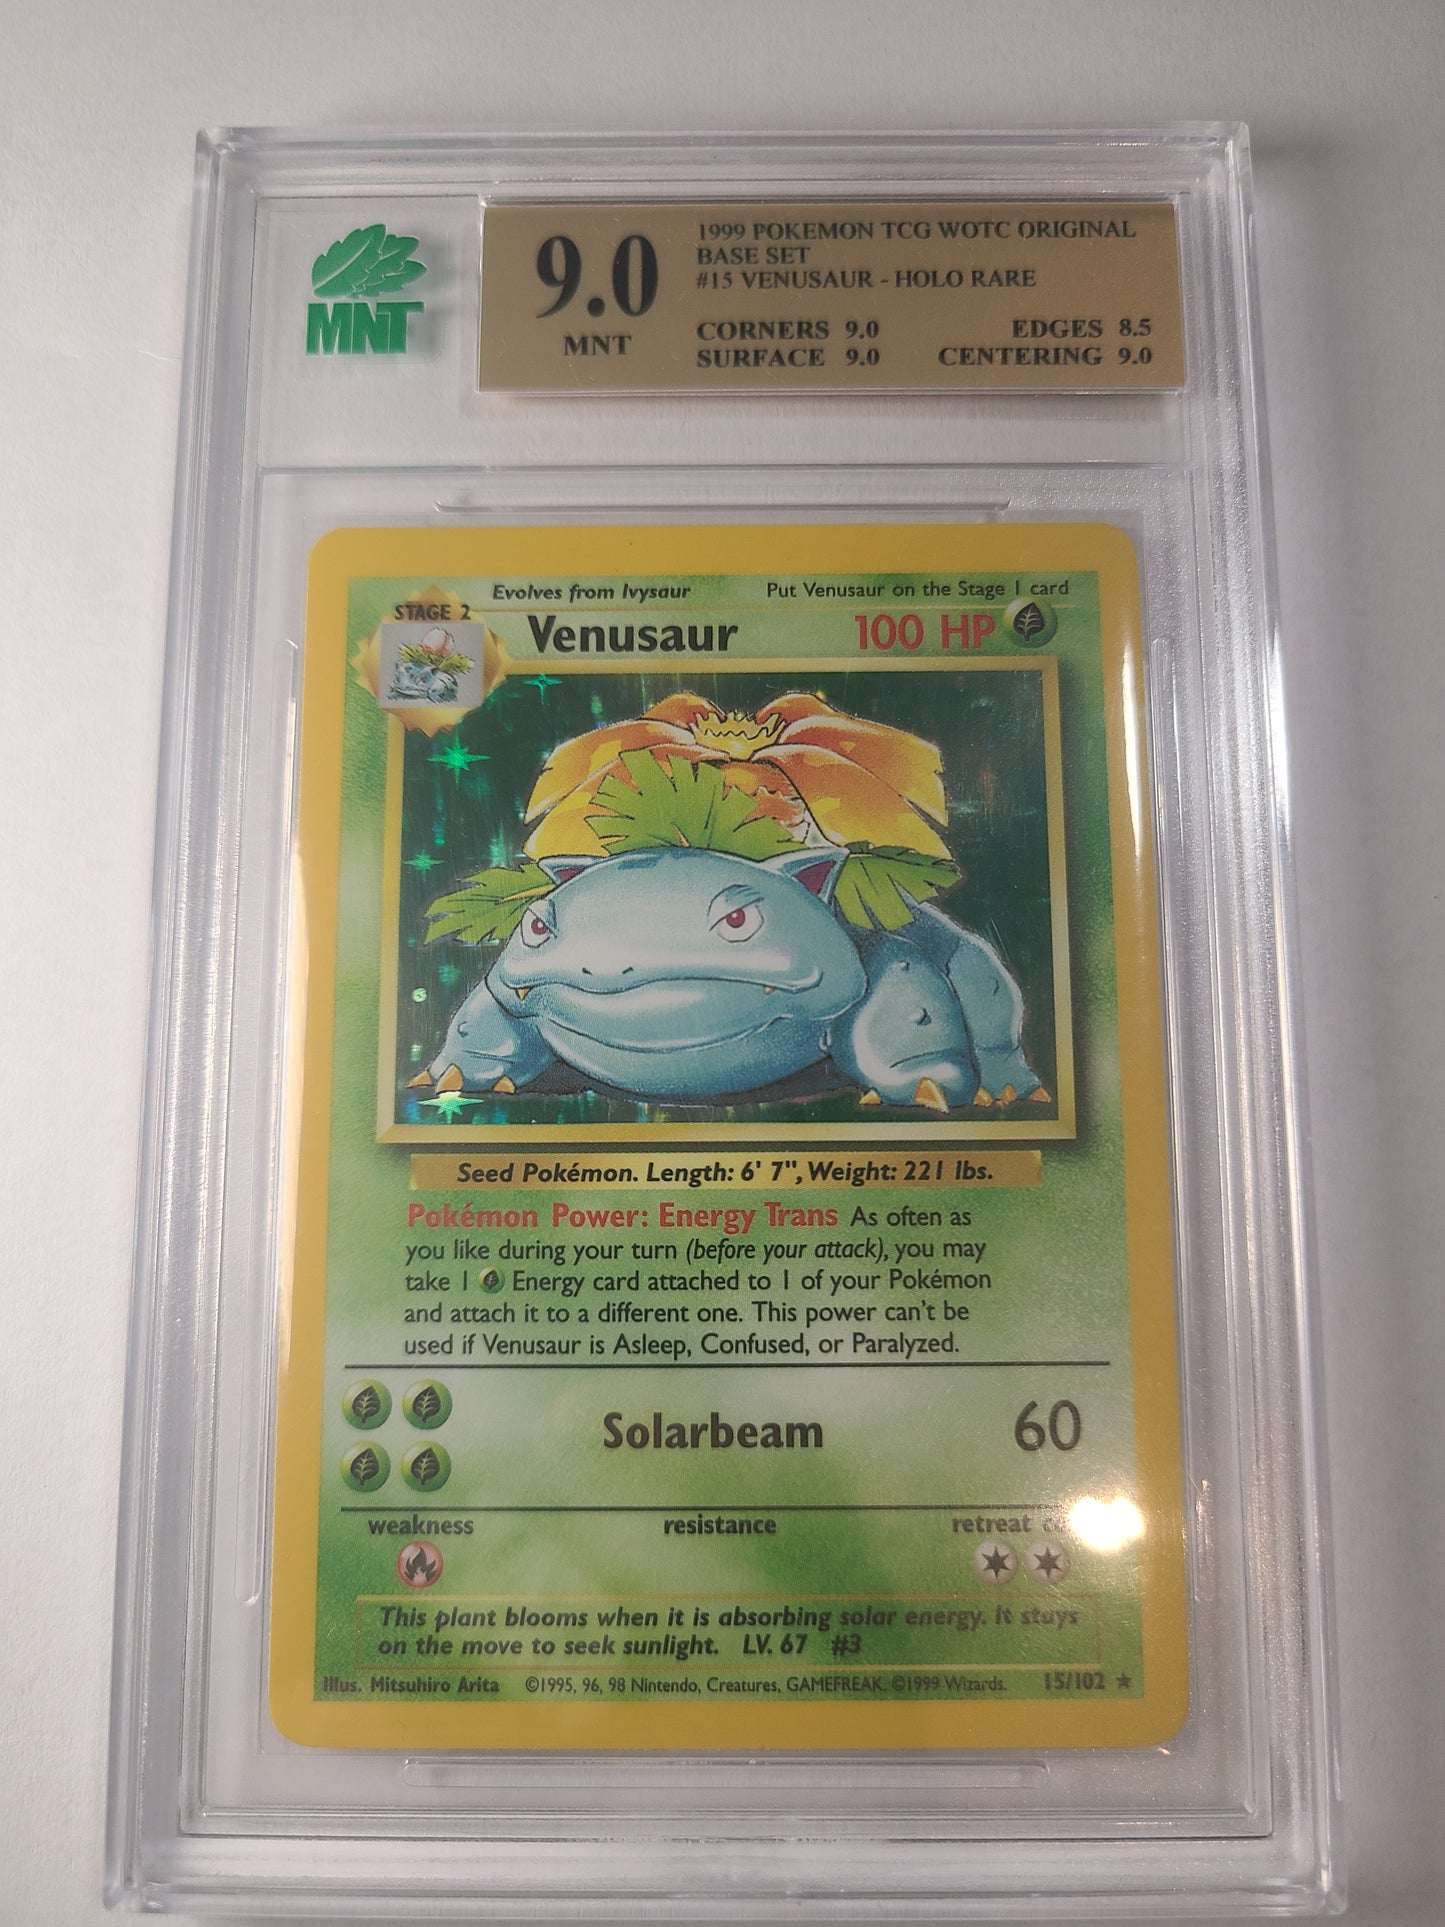 MNT
9.0
MNT
1999 POKEMON TCG WOTC ORIGINAL
BASE SET
#15 VENUSAUR - HOLO RARE
CORNERS 9.0 EDGES 8.5
SURFACE 9.0 CENTERING 9.0
Evolves from Ivysaur Put Venusaur on the Stage 1 card
STAGE 2
Venusaur 100 HP
Seed Pokémon. Length: 6' 7", Weight: 221 lbs.
Pokémon Power: Energy Trans As often as
you like during your turn (before your attack), you may
take 1 Energy card attached to 1 of your Pokémon
and attach it to a different one. This power can't be
used if Venusaur is Asleep, Confused, or Paralyzed.
Solarbeam 60
weakness resistance retreat
This plant blooms when it is absorbing solar energy. It stays
on the move to seek sunlight. LV. 67 #3
Illus. Mitsuhiro Arita ©1995, 96, 98 Nintendo, Creatures, GAMEFREAK. ©1999 Wizards. 15/102 ★